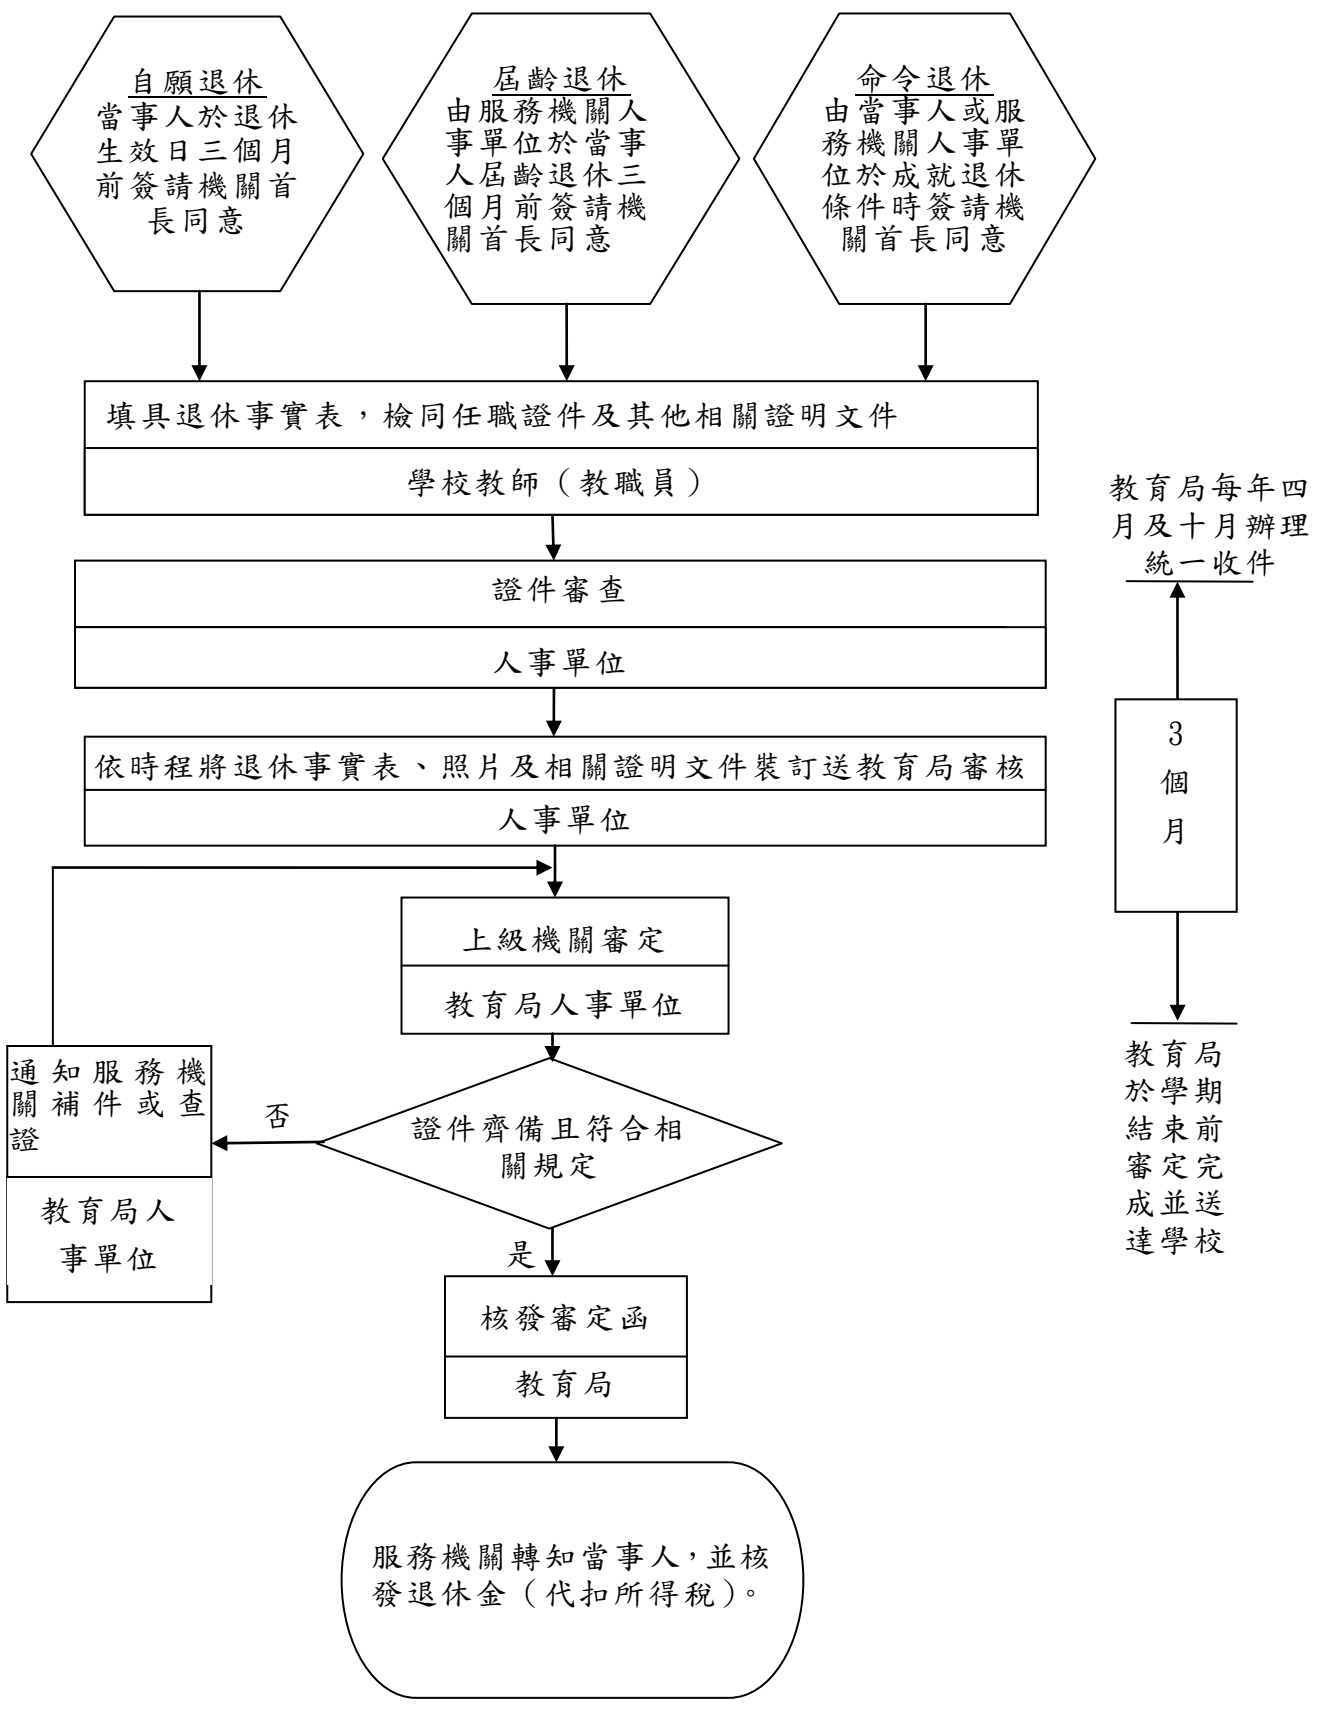 自願退休
當事人於退休
生效日三個月
前簽請機關首
長同意
屆齡退休
由服務機關人
事單位於當事
人屆齡退休三
個月前簽請機
關首長同意
命令退休
由當事人或服
務機關人事單
位於成就退休
條件時簽請機
關首長同意
填具退休事實表，檢同任職證件及其他相關證明文件
學校教師（教職員）
證件審查
人事單位
依時程將退休事實表、照片及相關證明文件裝訂送教育局審核
人事單位
上級機關審定
教育局人事單位
證件齊備且符合相
關規定
否
通知服務機
關補件或查
證
教育局人
事單位
是
核發審定函
教育局
服務機關轉知當事人，並核
發退休金（代扣所得稅）。
教育局每年四
月及十月辦理
統一收件
3
個
月
教育局
於學期
結束前
審定完
成並送
達學校